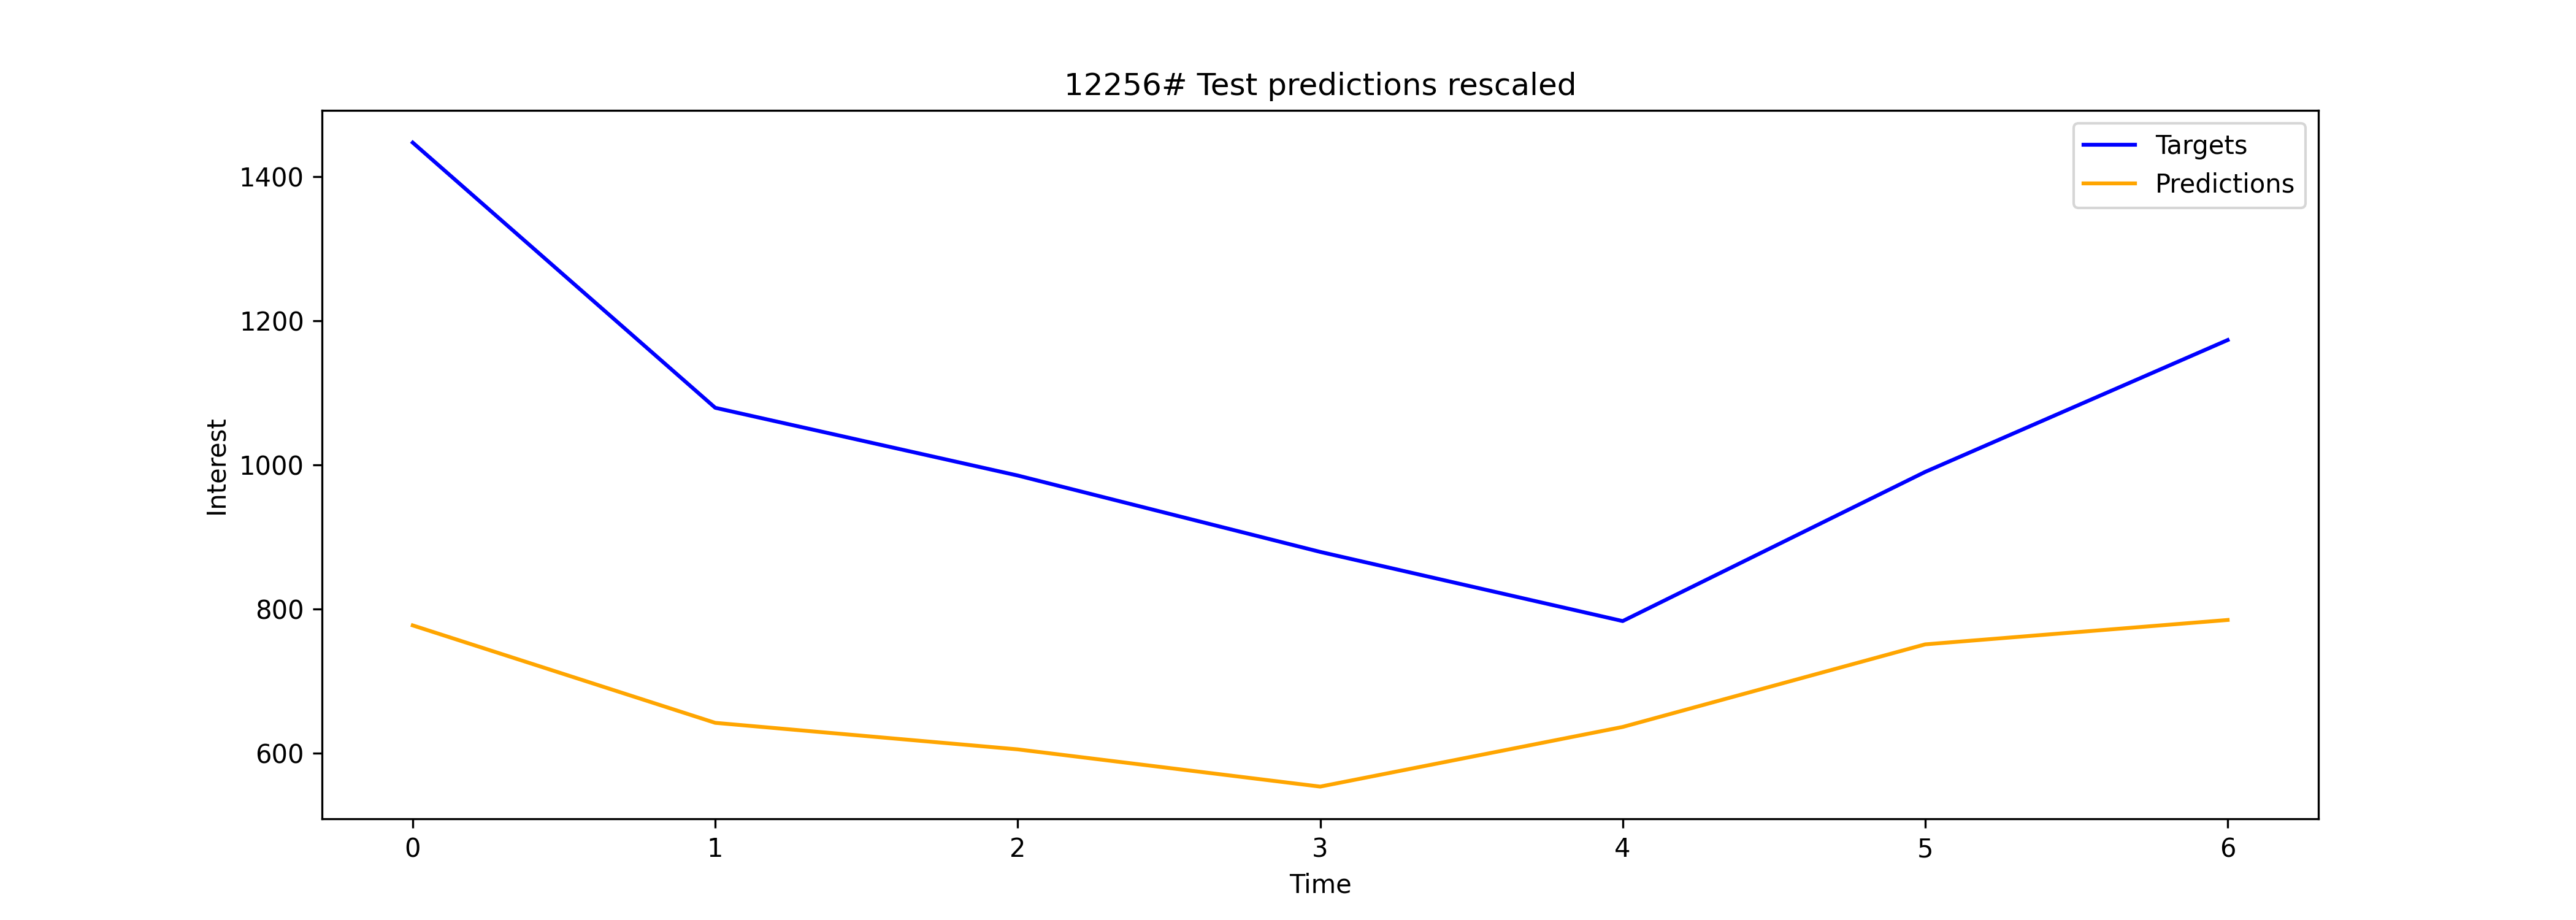 12256# Test predictions rescaled
Targets
Predictions
1400
1200
1000
800
600
Interest
0 1 2 3 4 5 6
Time